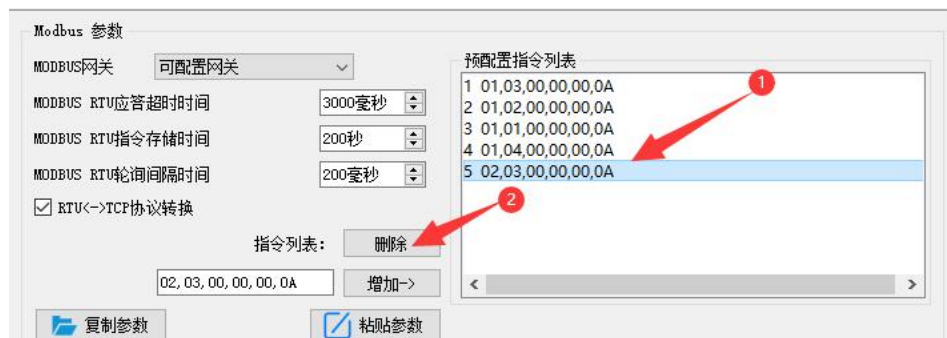 Modbus 参数
MODBUS网关 可配置网关
MODBUS RTU应答超时时间 3000毫秒
MODBUS RTU指令存储时间 200秒
MODBUS RTU轮询间隔时间 200毫秒
RTU<->TCP协议转换
指令列表: 删除
02,03,00,00,00,0A 增加->
复制参数 粘贴参数
预配置指令列表
1 01,03,00,00,00,0A
2 01,02,00,00,00,0A
3 01,01,00,00,00,0A
4 01,04,00,00,00,0A
5 02,03,00,00,00,0A
1
2